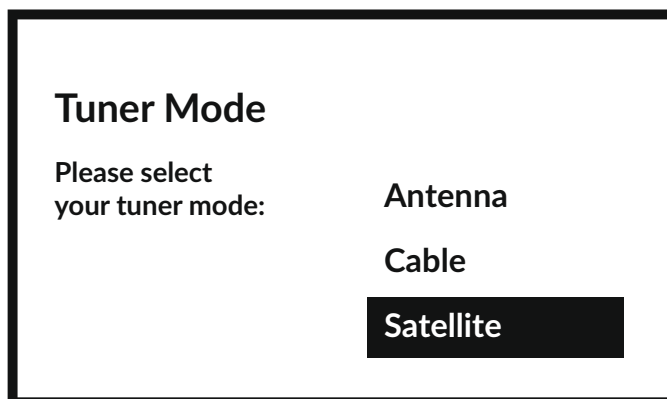 Tuner Mode
Please select
your tuner mode:
Antenna
Cable
Satellite